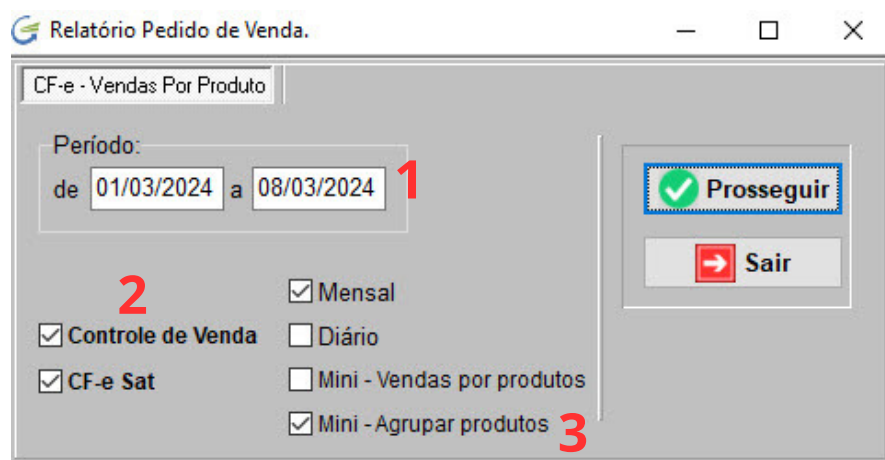 Relatório Pedido de Venda.
CF-e - Vendas Por Produto
Período:
de 01/03/2024 a 08/03/2024 1
Prosseguir
Sair
2
Mensal
Controle de Venda Diário
CF-e Sat Mini - Vendas por produtos
Mini - Agrupar produtos 3